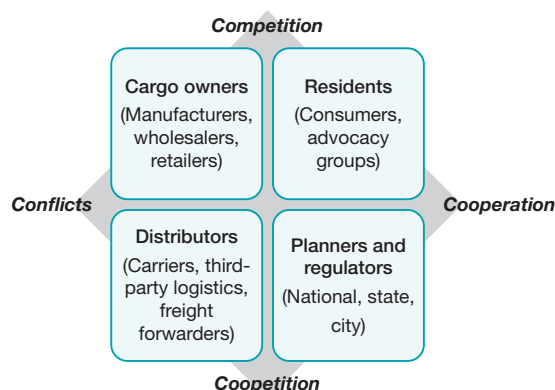 Competition
Cargo owners
(Manufacturers,
wholesalers,
retailers)
Residents
(Consumers,
advocacy
groups)
Conflicts
Cooperation
Distributors
(Carriers, third-
party logistics,
freight
forwarders)
Planners and
regulators
(National, state,
city)
Coopetition